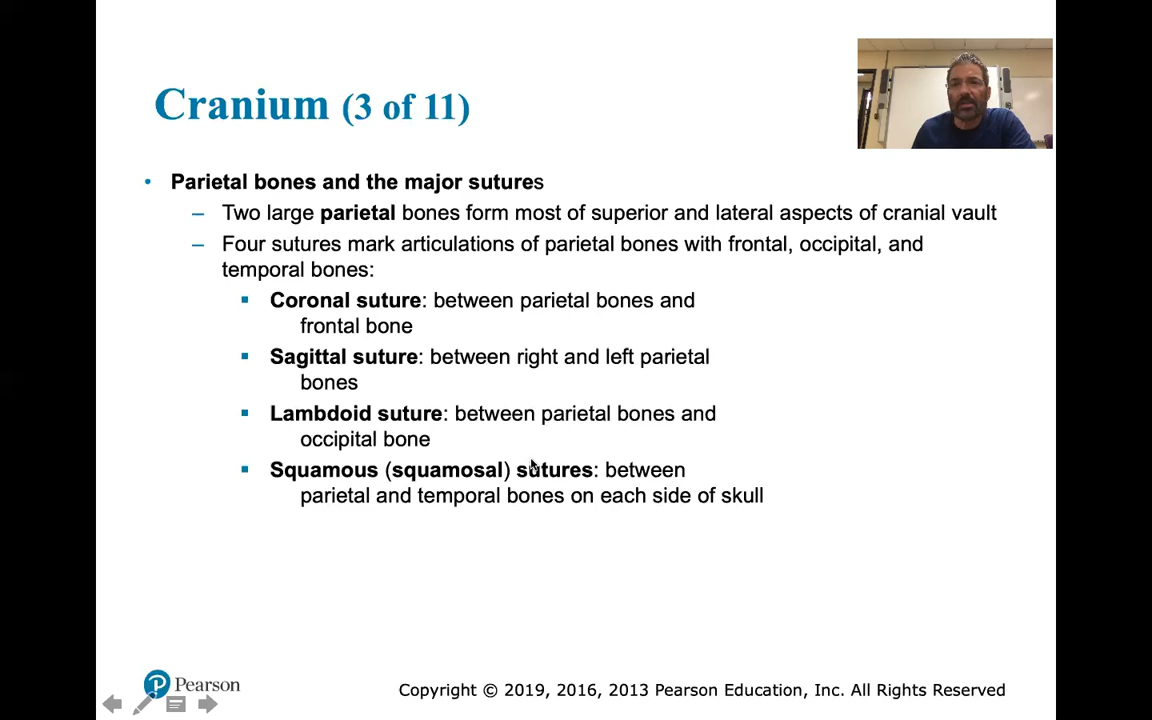 Cranium (3 of 11)
• Parietal bones and the major sutures
– Two large parietal bones form most of superior and lateral aspects of cranial vault
– Four sutures mark articulations of parietal bones with frontal, occipital, and
temporal bones:
▪ Coronal suture: between parietal bones and
frontal bone
▪ Sagittal suture: between right and left parietal
bones
▪ Lambdoid suture: between parietal bones and
occipital bone
▪ Squamous (squamosal) sutures: between
parietal and temporal bones on each side of skull
P Pearson
Copyright © 2019, 2016, 2013 Pearson Education, Inc. All Rights Reserved